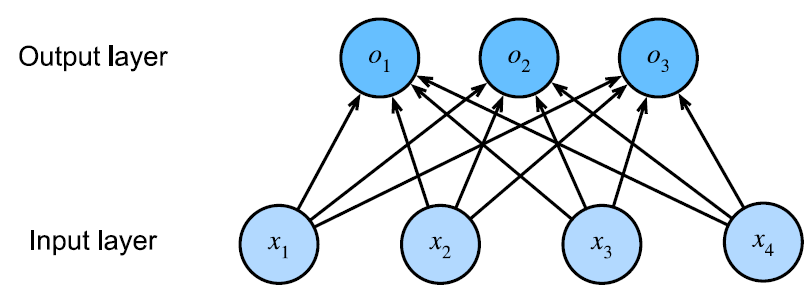 Output layer o₁ o₂ o₃
Input layer x₁ x₂ x₃ x₄